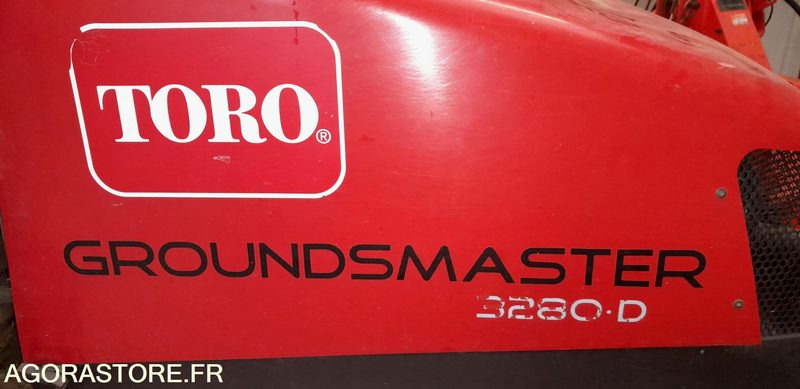 TORO®
GROUNDSMASTER
3280·D
AGORASTORE.FR